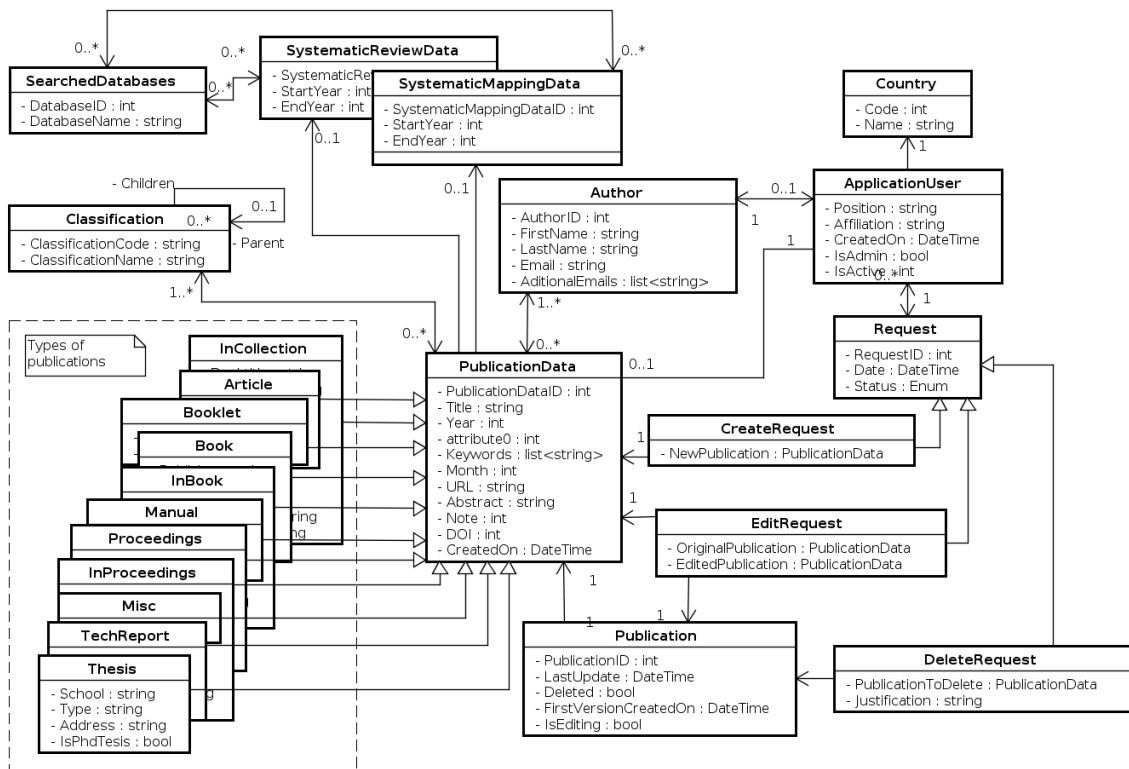 0..*
0..*
0..*
0..*
SearchedDatabases
- DatabaseID : int
- DatabaseName : string
SystematicReviewData
- StartYear : int
- EndYear : int
SystematicMappingData
- SystematicMappingDataID : int
- StartYear : int
- EndYear : int
0..1
0..1
Country
- Code : int
- Name : string
1
ApplicationUser
- Position : string
- Affiliation : string
- CreatedOn : DateTime
- IsAdmin : bool
- IsActive : int
0..1
1
1
0..*
1
Author
- AuthorID : int
- FirstName : string
- LastName : string
- Email : string
- AditionalEmails : list<string>
1..*
0..*
- Children
0..1
0..*
- Parent
Classification
- ClassificationCode : string
- ClassificationName : string
1..*
0..*
Types of
publications
InCollection
Article
Booklet
Book
InBook
Manual
Proceedings
InProceedings
Misc
TechReport
Thesis
- School : string
- Type : string
- Address : string
- IsPhdTesis : bool
PublicationData
- PublicationDataID : int
- Title : string
- Year : int
- attribute0 : int
- Keywords : list<string>
- Month : int
- URL : string
- Abstract : string
- Note : int
- DOI : int
- CreatedOn : DateTime
0..1
Request
- RequestID : int
- Date : DateTime
- Status : Enum
CreateRequest
- NewPublication : PublicationData
1
EditRequest
- OriginalPublication : PublicationData
- EditedPublication : PublicationData
1
1
1
1
Publication
- PublicationID : int
- LastUpdate : DateTime
- Deleted : bool
- FirstVersionCreatedOn : DateTime
- IsEditing : bool
DeleteRequest
- PublicationToDelete : PublicationData
- Justification : string